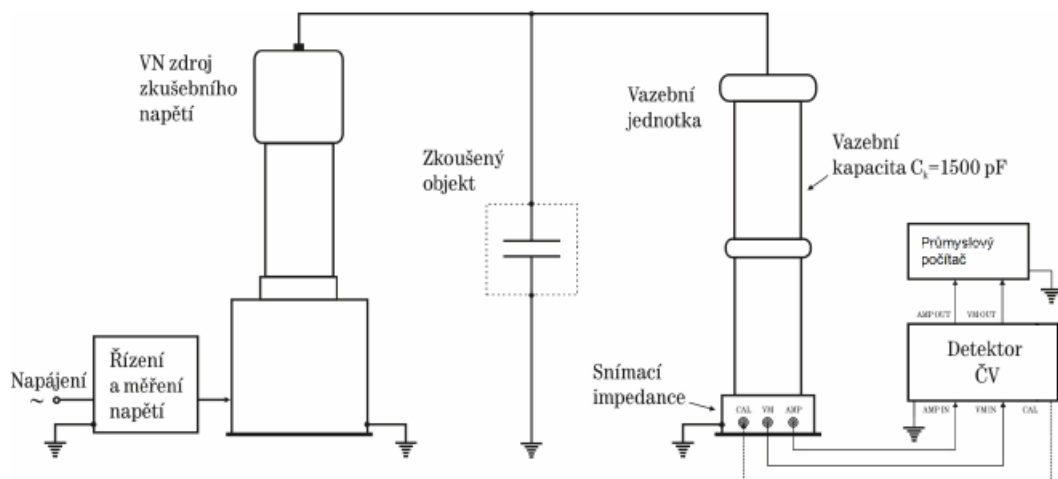 VN zdroj
zkušebního
napětí
Vazební
jednotka
Vazební
kapacita Cₖ=1500 pF
Zkoušený
objekt
Průmyslový
počítač
AMP OUT VM OUT
Detektor
ČV
AMP IN VM IN CAL
Řízení
a měření
napětí
Napájení
~
Snímací
impedance
CAL VM AMP